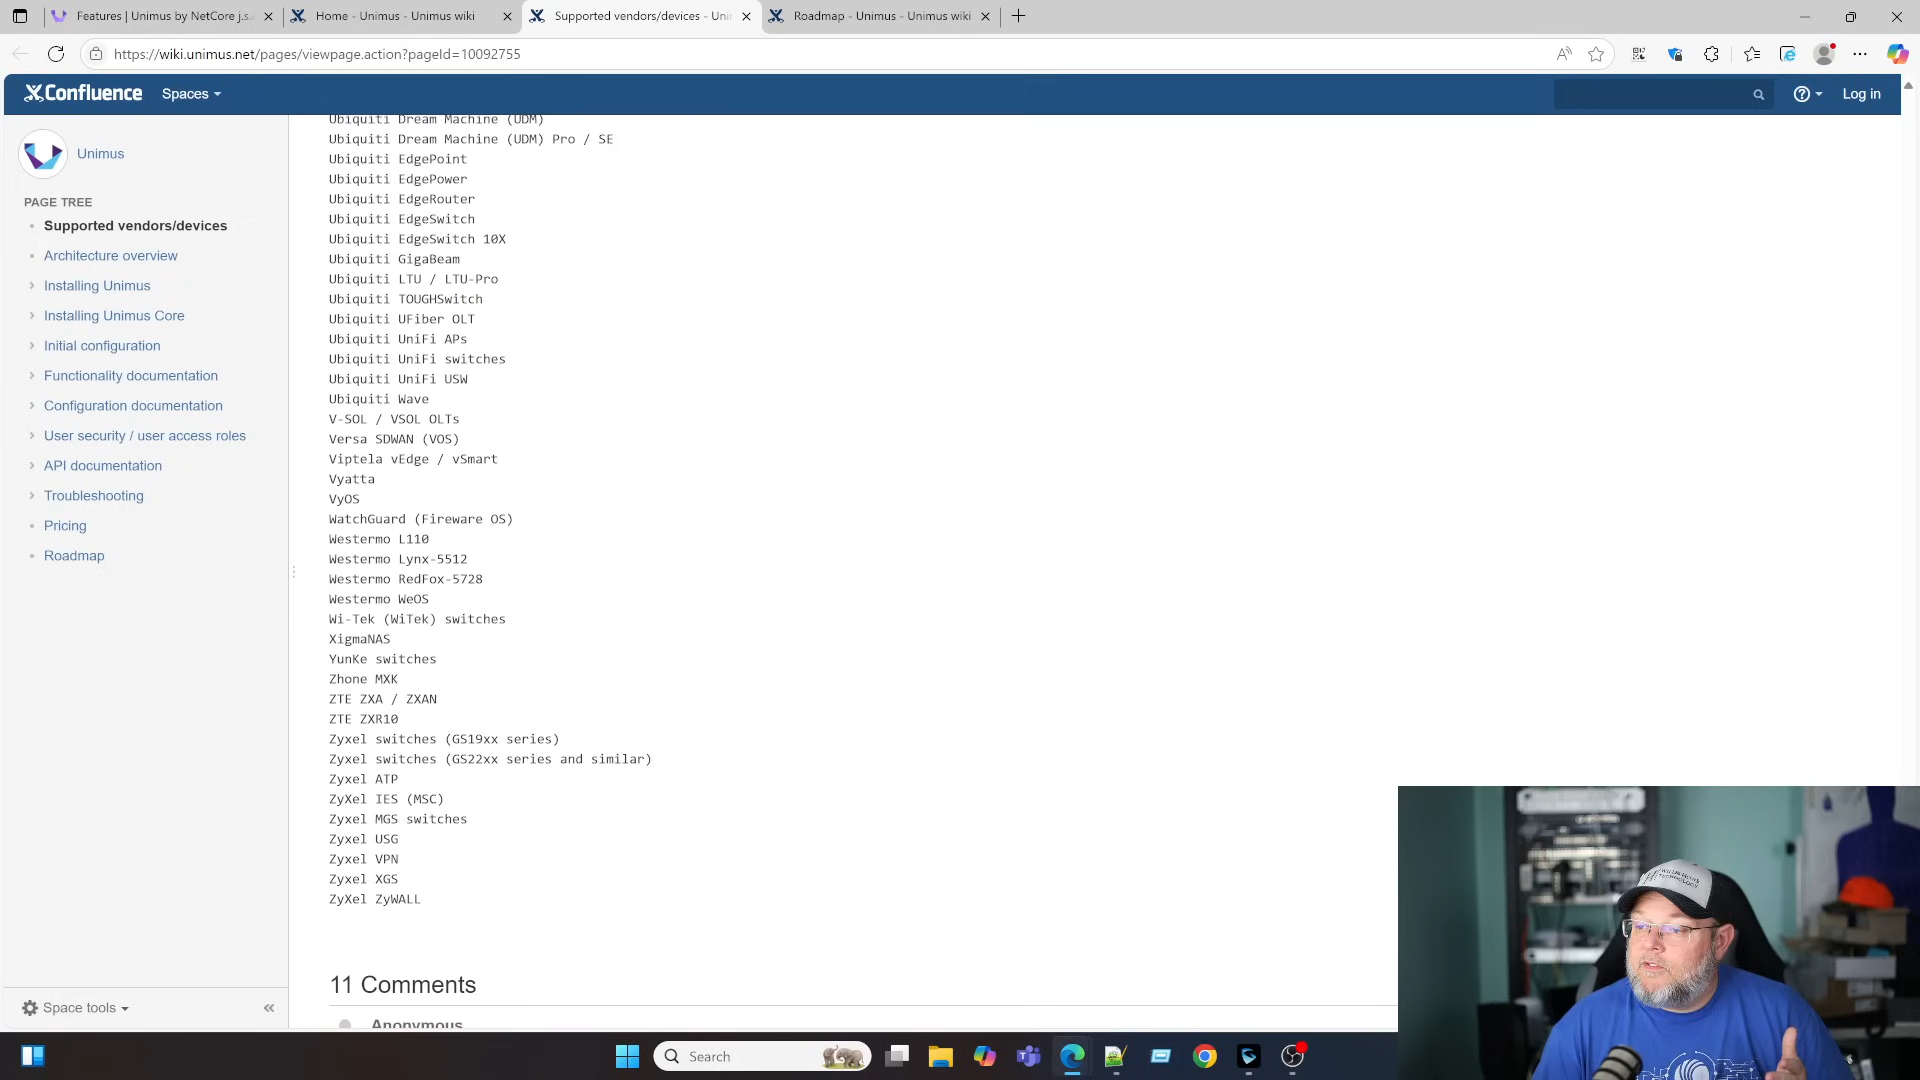 Features | Unimus by NetCore j.s.
Home - Unimus - Unimus wiki
Supported vendors/devices - Uni
Roadmap - Unimus - Unimus wiki
https://wiki.unimus.net/pages/viewpage.action?pageId=10092755
Confluence
Spaces
Log in
Unimus
PAGE TREE
Supported vendors/devices
Architecture overview
Installing Unimus
Installing Unimus Core
Initial configuration
Functionality documentation
Configuration documentation
User security / user access roles
API documentation
Troubleshooting
Pricing
Roadmap
Space tools
Ubiquiti Dream Machine (UDM)
Ubiquiti Dream Machine (UDM) Pro / SE
Ubiquiti EdgePoint
Ubiquiti EdgePower
Ubiquiti EdgeRouter
Ubiquiti EdgeSwitch
Ubiquiti EdgeSwitch 10X
Ubiquiti GigaBeam
Ubiquiti LTU / LTU-Pro
Ubiquiti TOUGHSwitch
Ubiquiti UFiber OLT
Ubiquiti UniFi APs
Ubiquiti UniFi switches
Ubiquiti UniFi USW
Ubiquiti Wave
V-SOL / VSOL OLTs
Versa SDWAN (VOS)
Viptela vEdge / vSmart
Vyatta
VyOS
WatchGuard (Fireware OS)
Westermo L110
Westermo Lynx-5512
Westermo RedFox-5728
Westermo WeOS
Wi-Tek (WiTek) switches
XigmaNAS
YunKe switches
Zhone MXK
ZTE ZXA / ZXAN
ZTE ZXR10
Zyxel switches (GS19xx series)
Zyxel switches (GS22xx series and similar)
Zyxel ATP
ZyXel IES (MSC)
Zyxel MGS switches
Zyxel USG
Zyxel VPN
Zyxel XGS
ZyXel ZyWALL
11 Comments
Anonymous
Search